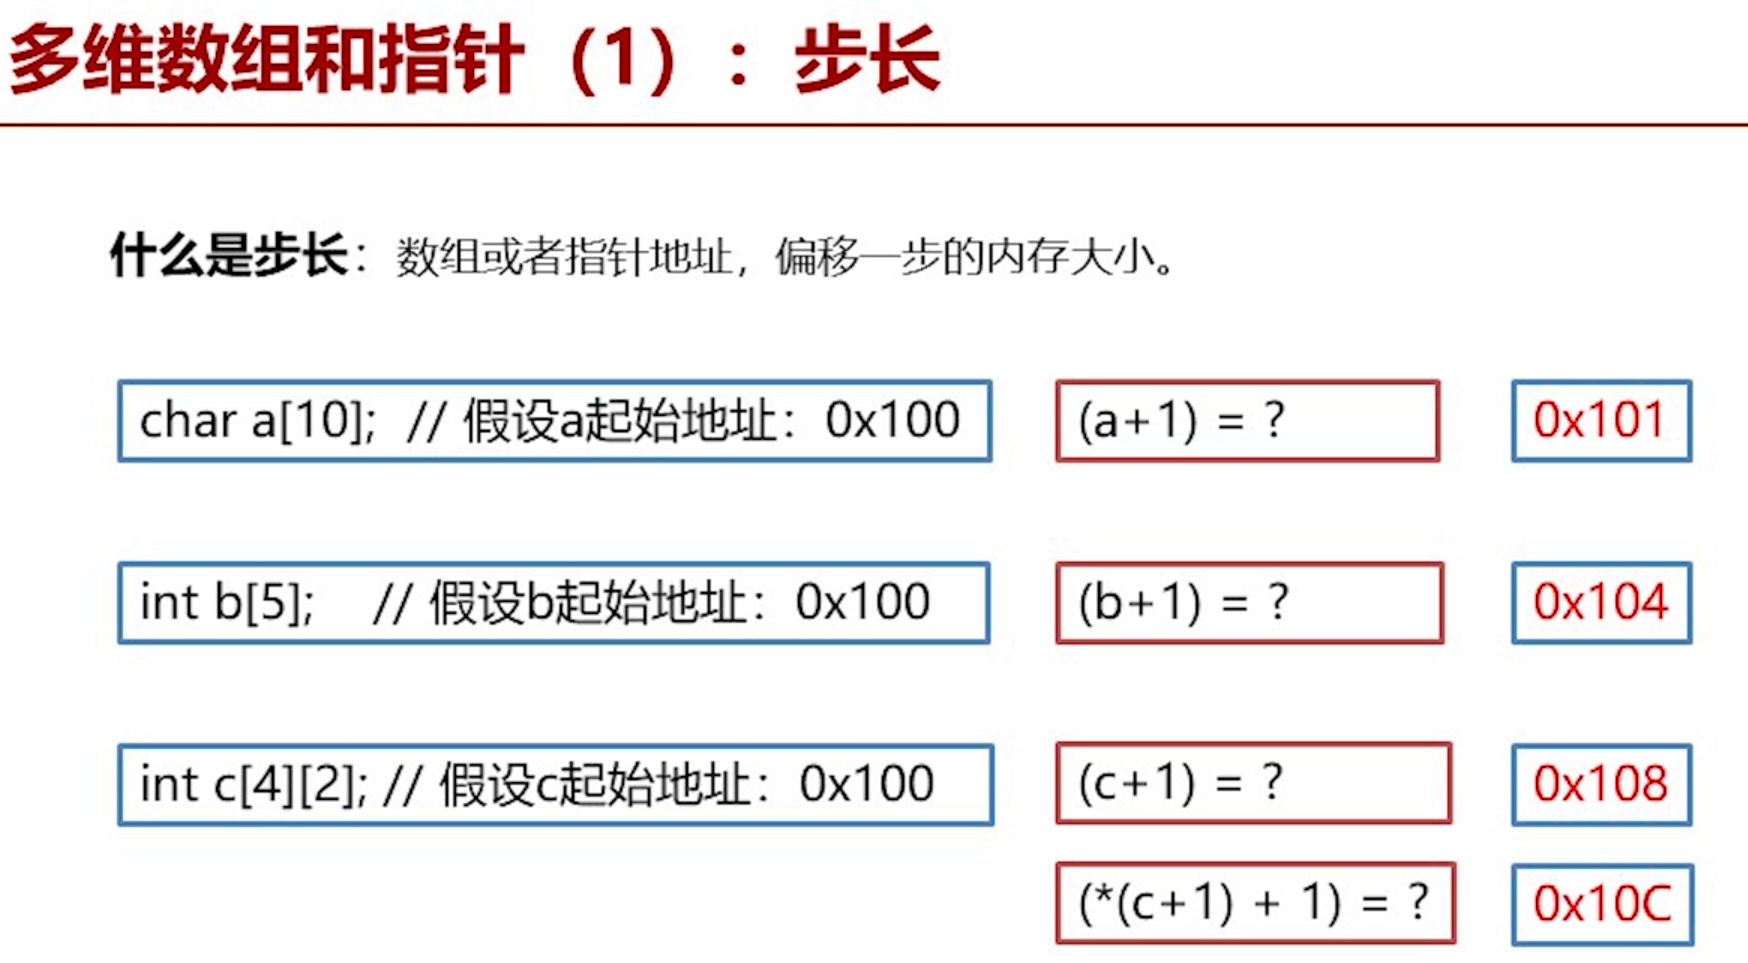 多维数组和指针（1）：步长
什么是步长：数组或者指针地址，偏移一步的内存大小。
char a[10];  // 假设a起始地址：0x100 (a+1) = ? 0x101
int b[5];    // 假设b起始地址：0x100 (b+1) = ? 0x104
int c[4][2]; // 假设c起始地址：0x100 (c+1) = ? 0x108
(*(c+1) + 1) = ? 0x10C